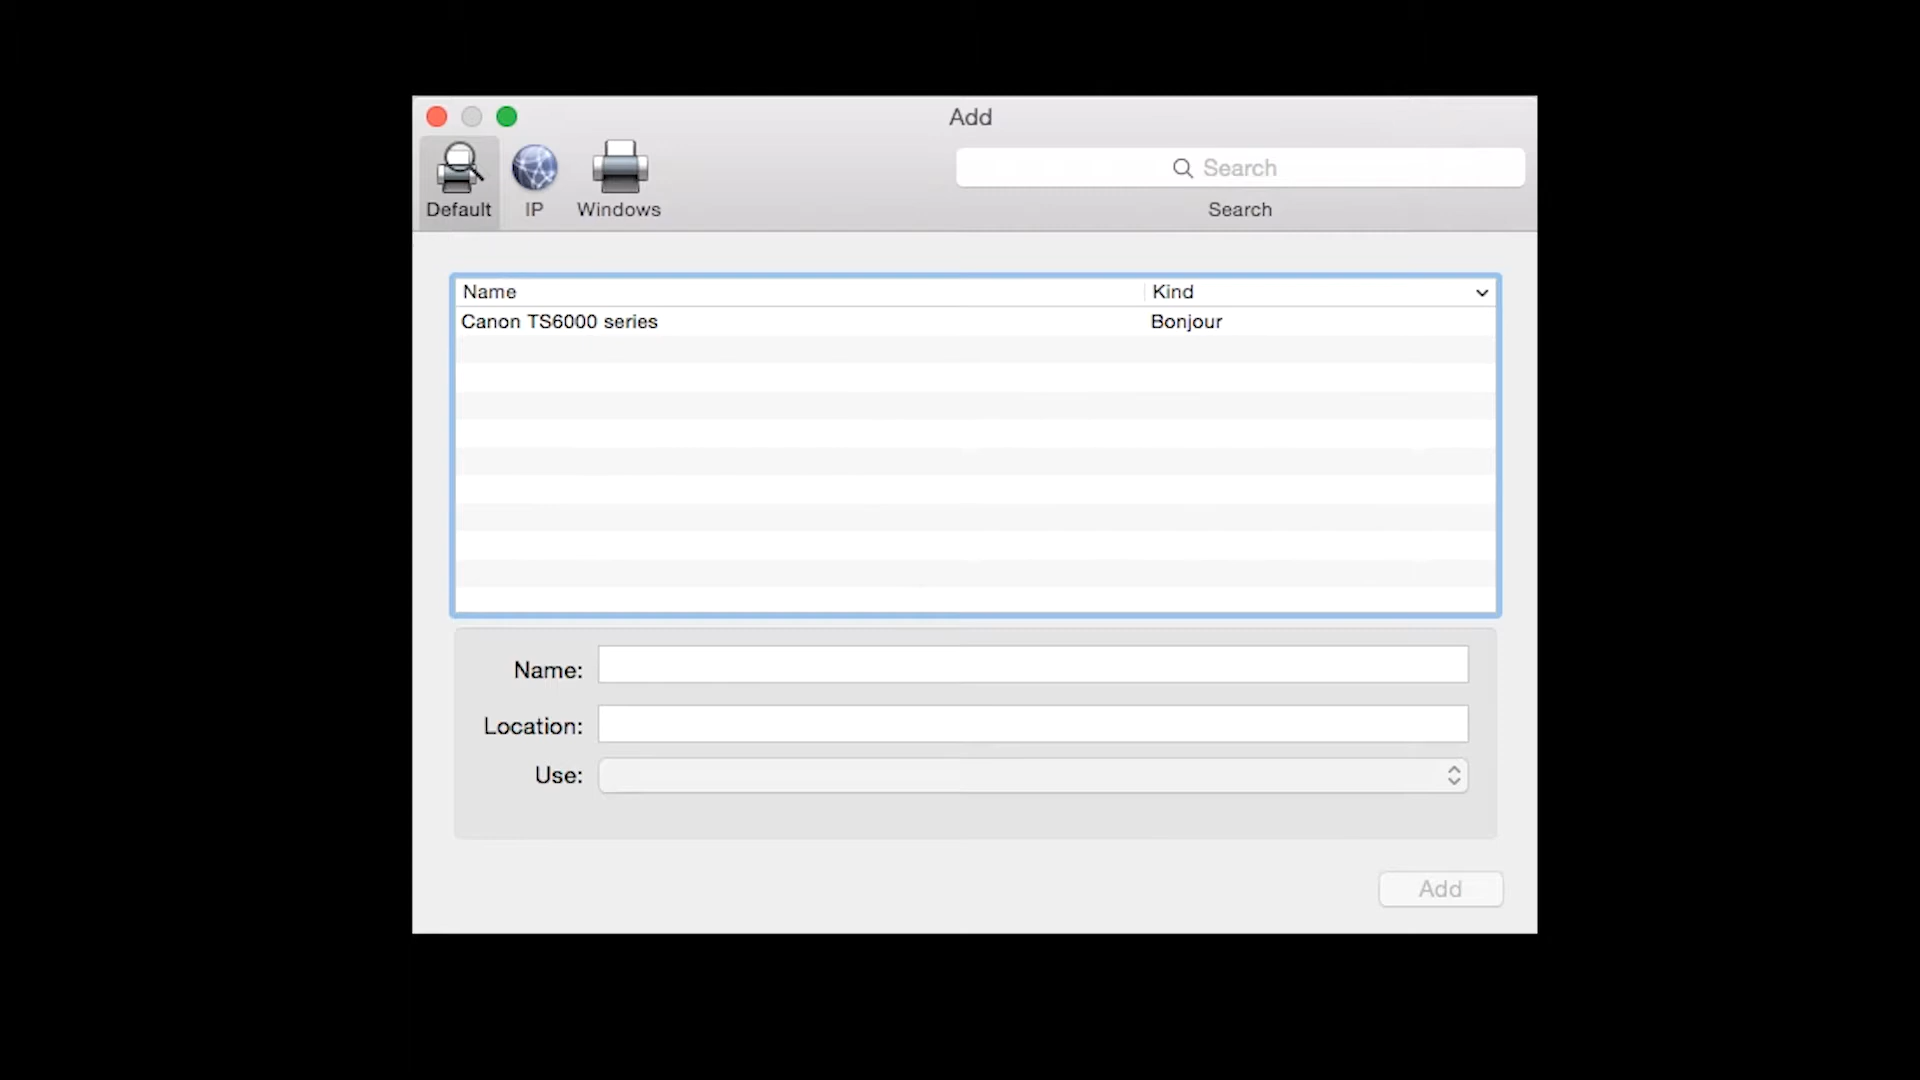 Add
Default
IP
Windows
Search
Search
Name
Kind
Canon TS6000 series
Bonjour
Name:
Location:
Use:
Add